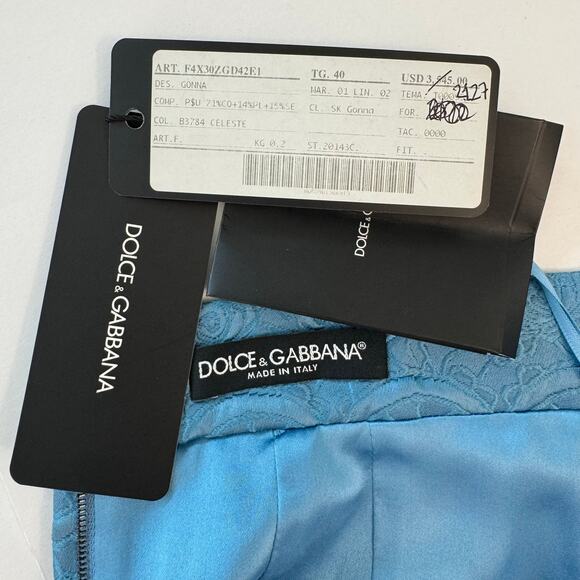 ART. F4X30ZGD42E1 TG. 40 USD 3,545.00
DES. GONNA MAR. 01 LIN. 02 TEMA 2127
COMP. P$U 71%CO+14%PL+15%SE CL. SK Gonna FOR.
COL. B3784 CELESTE TAC. 0000
ART.F. KG 0.2 ST.20143C. FIT.
DOLCE & GABBANA
DOLCE & GAB
DOLCE & GABBANA®
MADE IN ITALY